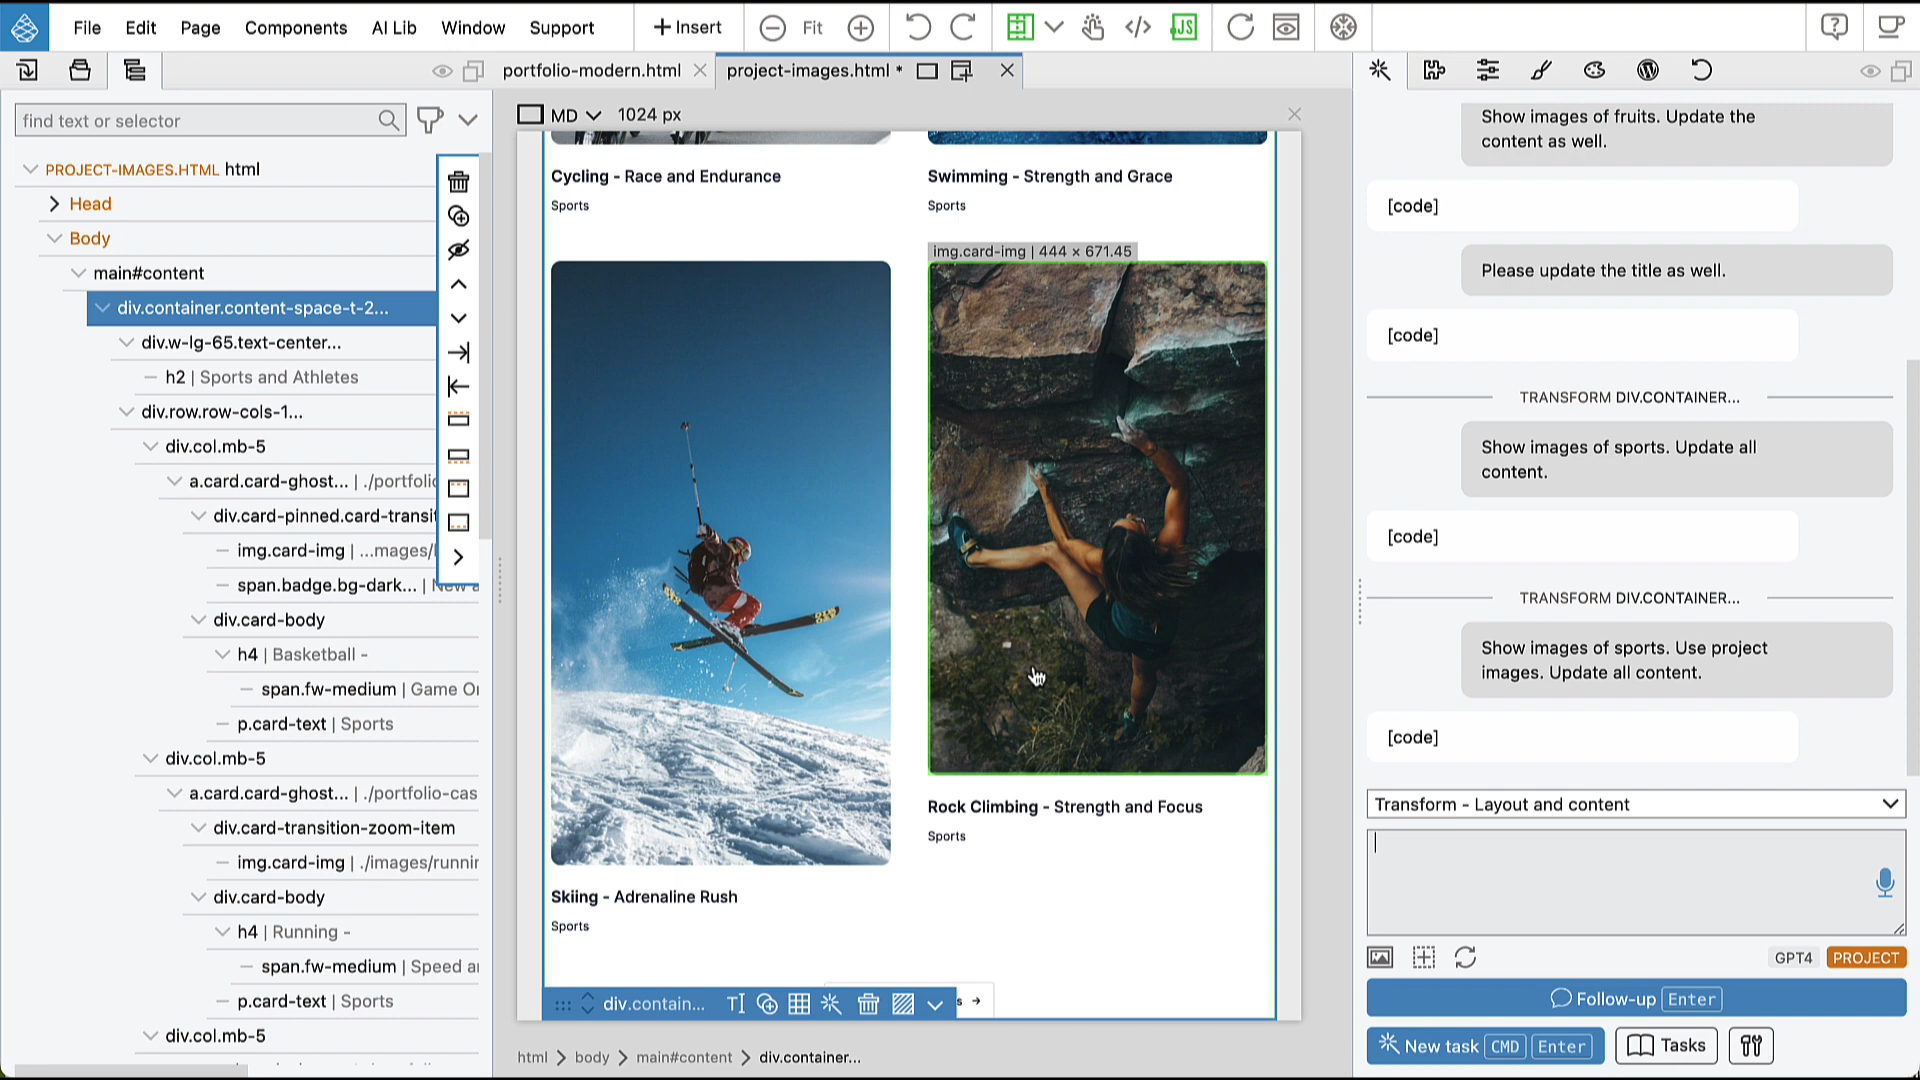 File Edit Page Components AI Lib Window Support Insert Fit JS
portfolio-modern.html project-images.html *
find text or selector
MD 1024 px
PROJECT-IMAGES.HTML html
Head
Body
main#content
div.container.content-space-t-2...
div.w-lg-65.text-center...
h2 | Sports and Athletes
div.row.row-cols-1...
div.col.mb-5
a.card.card-ghost... | ./portfolio
div.card-pinned.card-transit
img.card-img | ...mages/
span.badge.bg-dark... | New
div.card-body
h4 | Basketball -
span.fw-medium | Game O
p.card-text | Sports
div.col.mb-5
a.card.card-ghost... | ./portfolio-cas
div.card-transition-zoom-item
img.card-img | ./images/runnir
div.card-body
h4 | Running -
span.fw-medium | Speed a
p.card-text | Sports
div.col.mb-5
Cycling - Race and Endurance
Sports
Swimming - Strength and Grace
Sports
img.card-img | 444 × 671.45
Rock Climbing - Strength and Focus
Sports
Skiing - Adrenaline Rush
Sports
div.contain... s →
html > body > main#content > div.container...
Show images of fruits. Update the
content as well.
[code]
Please update the title as well.
[code]
TRANSFORM DIV.CONTAINER...
Show images of sports. Update all
content.
[code]
TRANSFORM DIV.CONTAINER...
Show images of sports. Use project
images. Update all content.
[code]
Transform - Layout and content
GPT4 PROJECT
Follow-up Enter
New task CMD Enter Tasks